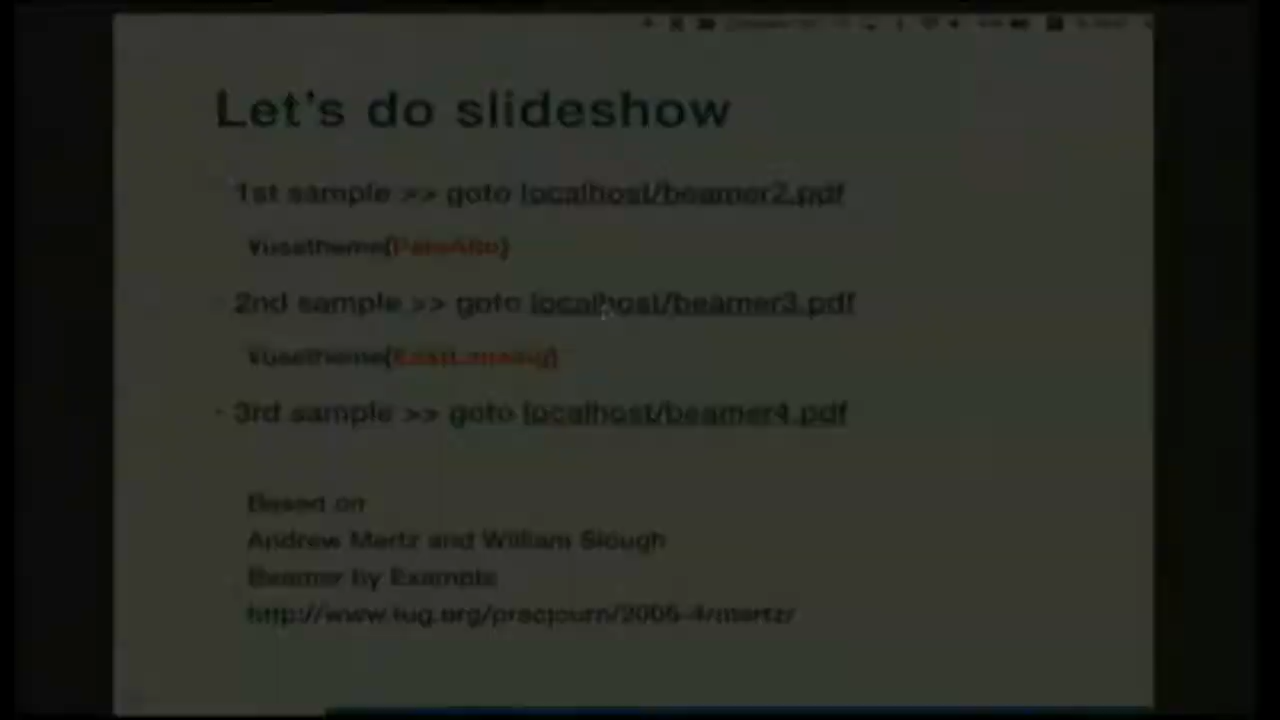 Let's do slideshow
1st sample >> goto localhost/beamer2.pdf
¥usetheme{PaloAlto}
2nd sample >> goto localhost/beamer3.pdf
¥usetheme{EastLansing}
· 3rd sample >> goto localhost/beamer4.pdf
Based on
Andrew Mertz and William Slough
Beamer by Example
http://www.tug.org/pracjourn/2005-4/mertz/